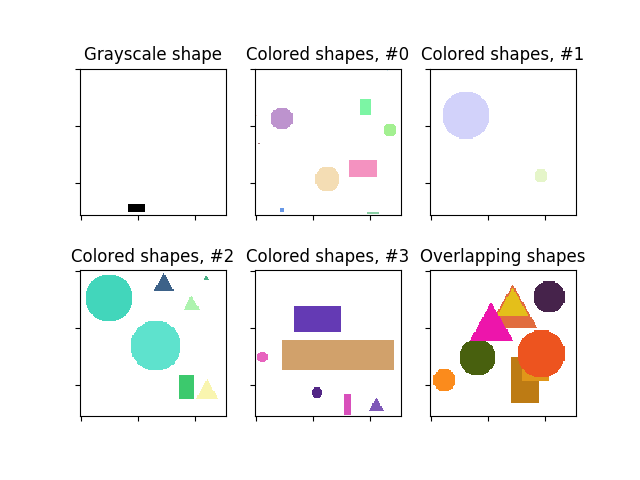 Grayscale shape
Colored shapes, #0
Colored shapes, #1
Colored shapes, #2
Colored shapes, #3
Overlapping shapes